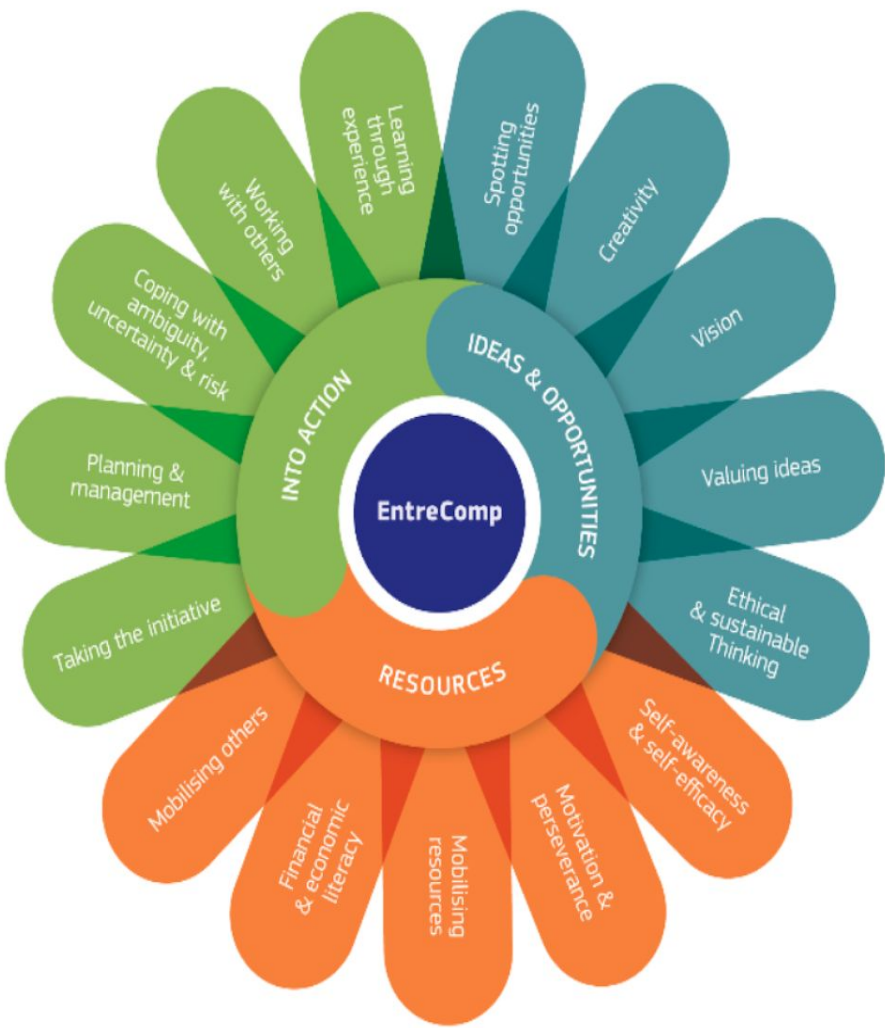 EntreComp
IDEAS & OPPORTUNITIES
Spotting
opportunities
Creativity
Vision
Valuing ideas
Ethical
& sustainable
Thinking
RESOURCES
Self-awareness
& self-efficacy
Motivation &
perseverance
Mobilising
resources
Financial
& economic
literacy
Mobilising others
INTO ACTION
Taking the initiative
Planning &
management
Coping with
ambiguity,
uncertainty & risk
Working
with others
Learning
through
experience